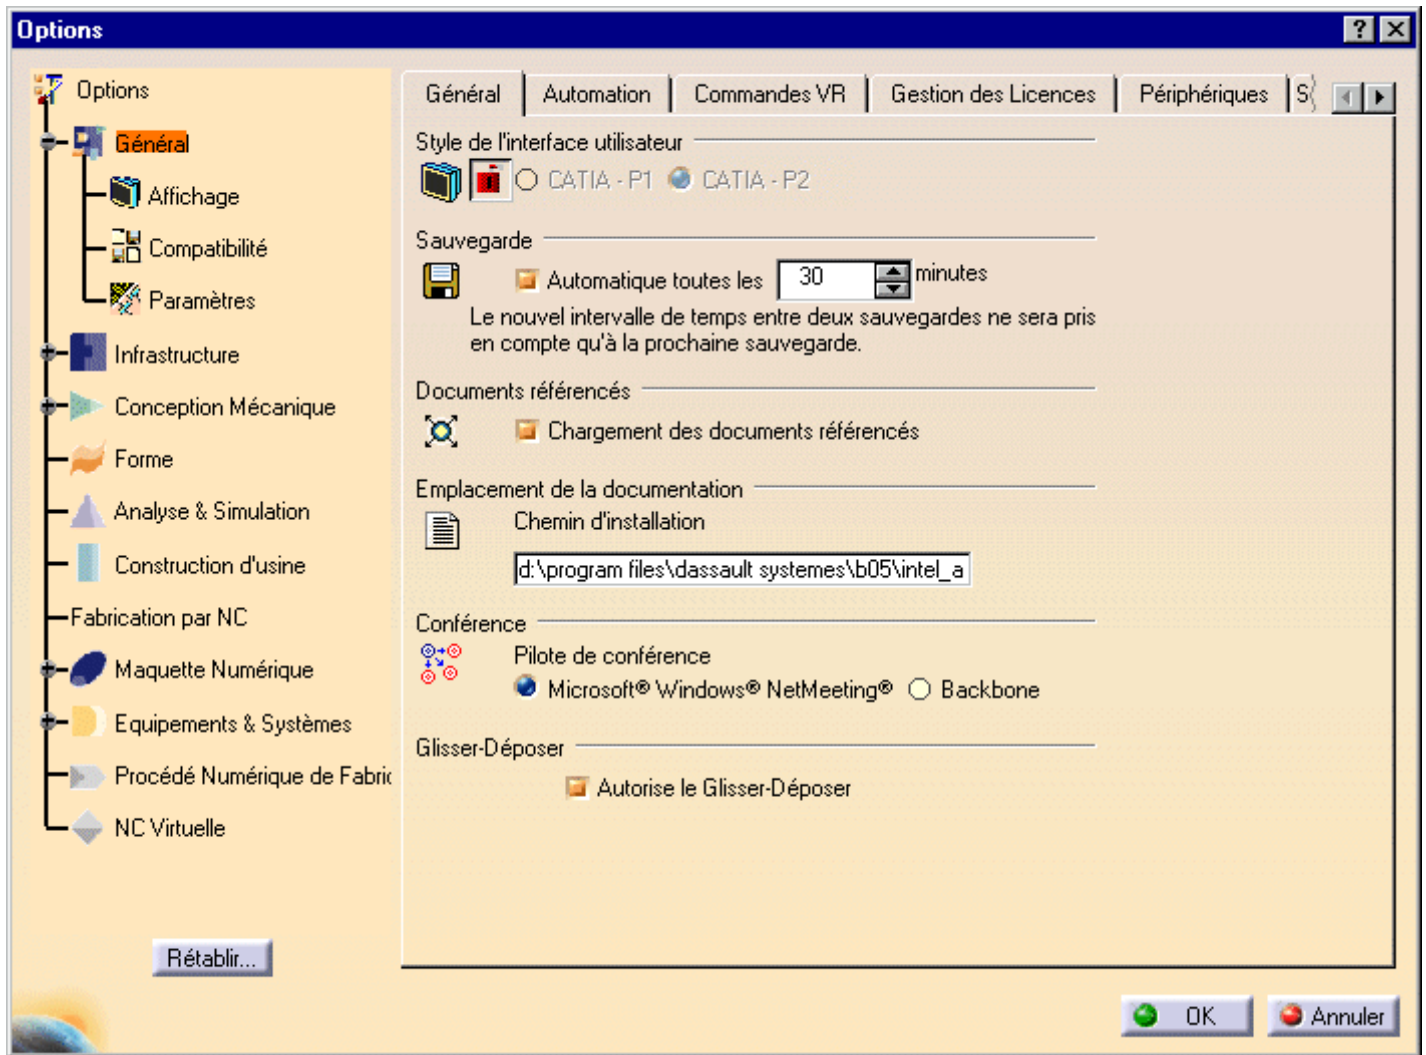 Options
Options
Général
Affichage
Compatibilité
Paramètres
Infrastructure
Conception Mécanique
Forme
Analyse & Simulation
Construction d'usine
Fabrication par NC
Maquette Numérique
Equipements & Systèmes
Procédé Numérique de Fabric
NC Virtuelle
Rétablir...
Général Automation Commandes VR Gestion des Licences Périphériques S
Style de l'interface utilisateur
CATIA - P1 CATIA - P2
Sauvegarde
Automatique toutes les 30 minutes
Le nouvel intervalle de temps entre deux sauvegardes ne sera pris
en compte qu'à la prochaine sauvegarde.
Documents référencés
Chargement des documents référencés
Emplacement de la documentation
Chemin d'installation
d:\program files\dassault systemes\b05\intel_a
Conférence
Pilote de conférence
Microsoft® Windows® NetMeeting® Backbone
Glisser-Déposer
Autorise le Glisser-Déposer
OK Annuler